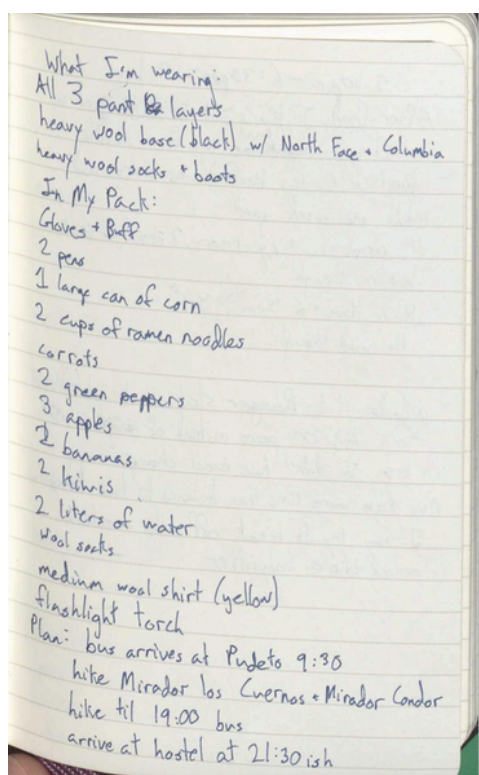 What I'm wearing:
All 3 pant layers
heavy wool base (black) w/ North Face + Columbia
heavy wool socks + boots
In My Pack:
Gloves + Buff
2 pens
1 large can of corn
2 cups of ramen noodles
carrots
2 green peppers
3 apples
2 bananas
2 kiwis
2 liters of water
wool socks
medium wool shirt (yellow)
flashlight torch
Plan: bus arrives at Pudeto 9:30
hike Mirador los Cuernos + Mirador Condor
hike til 19:00 bus
arrive at hostel at 21:30 ish